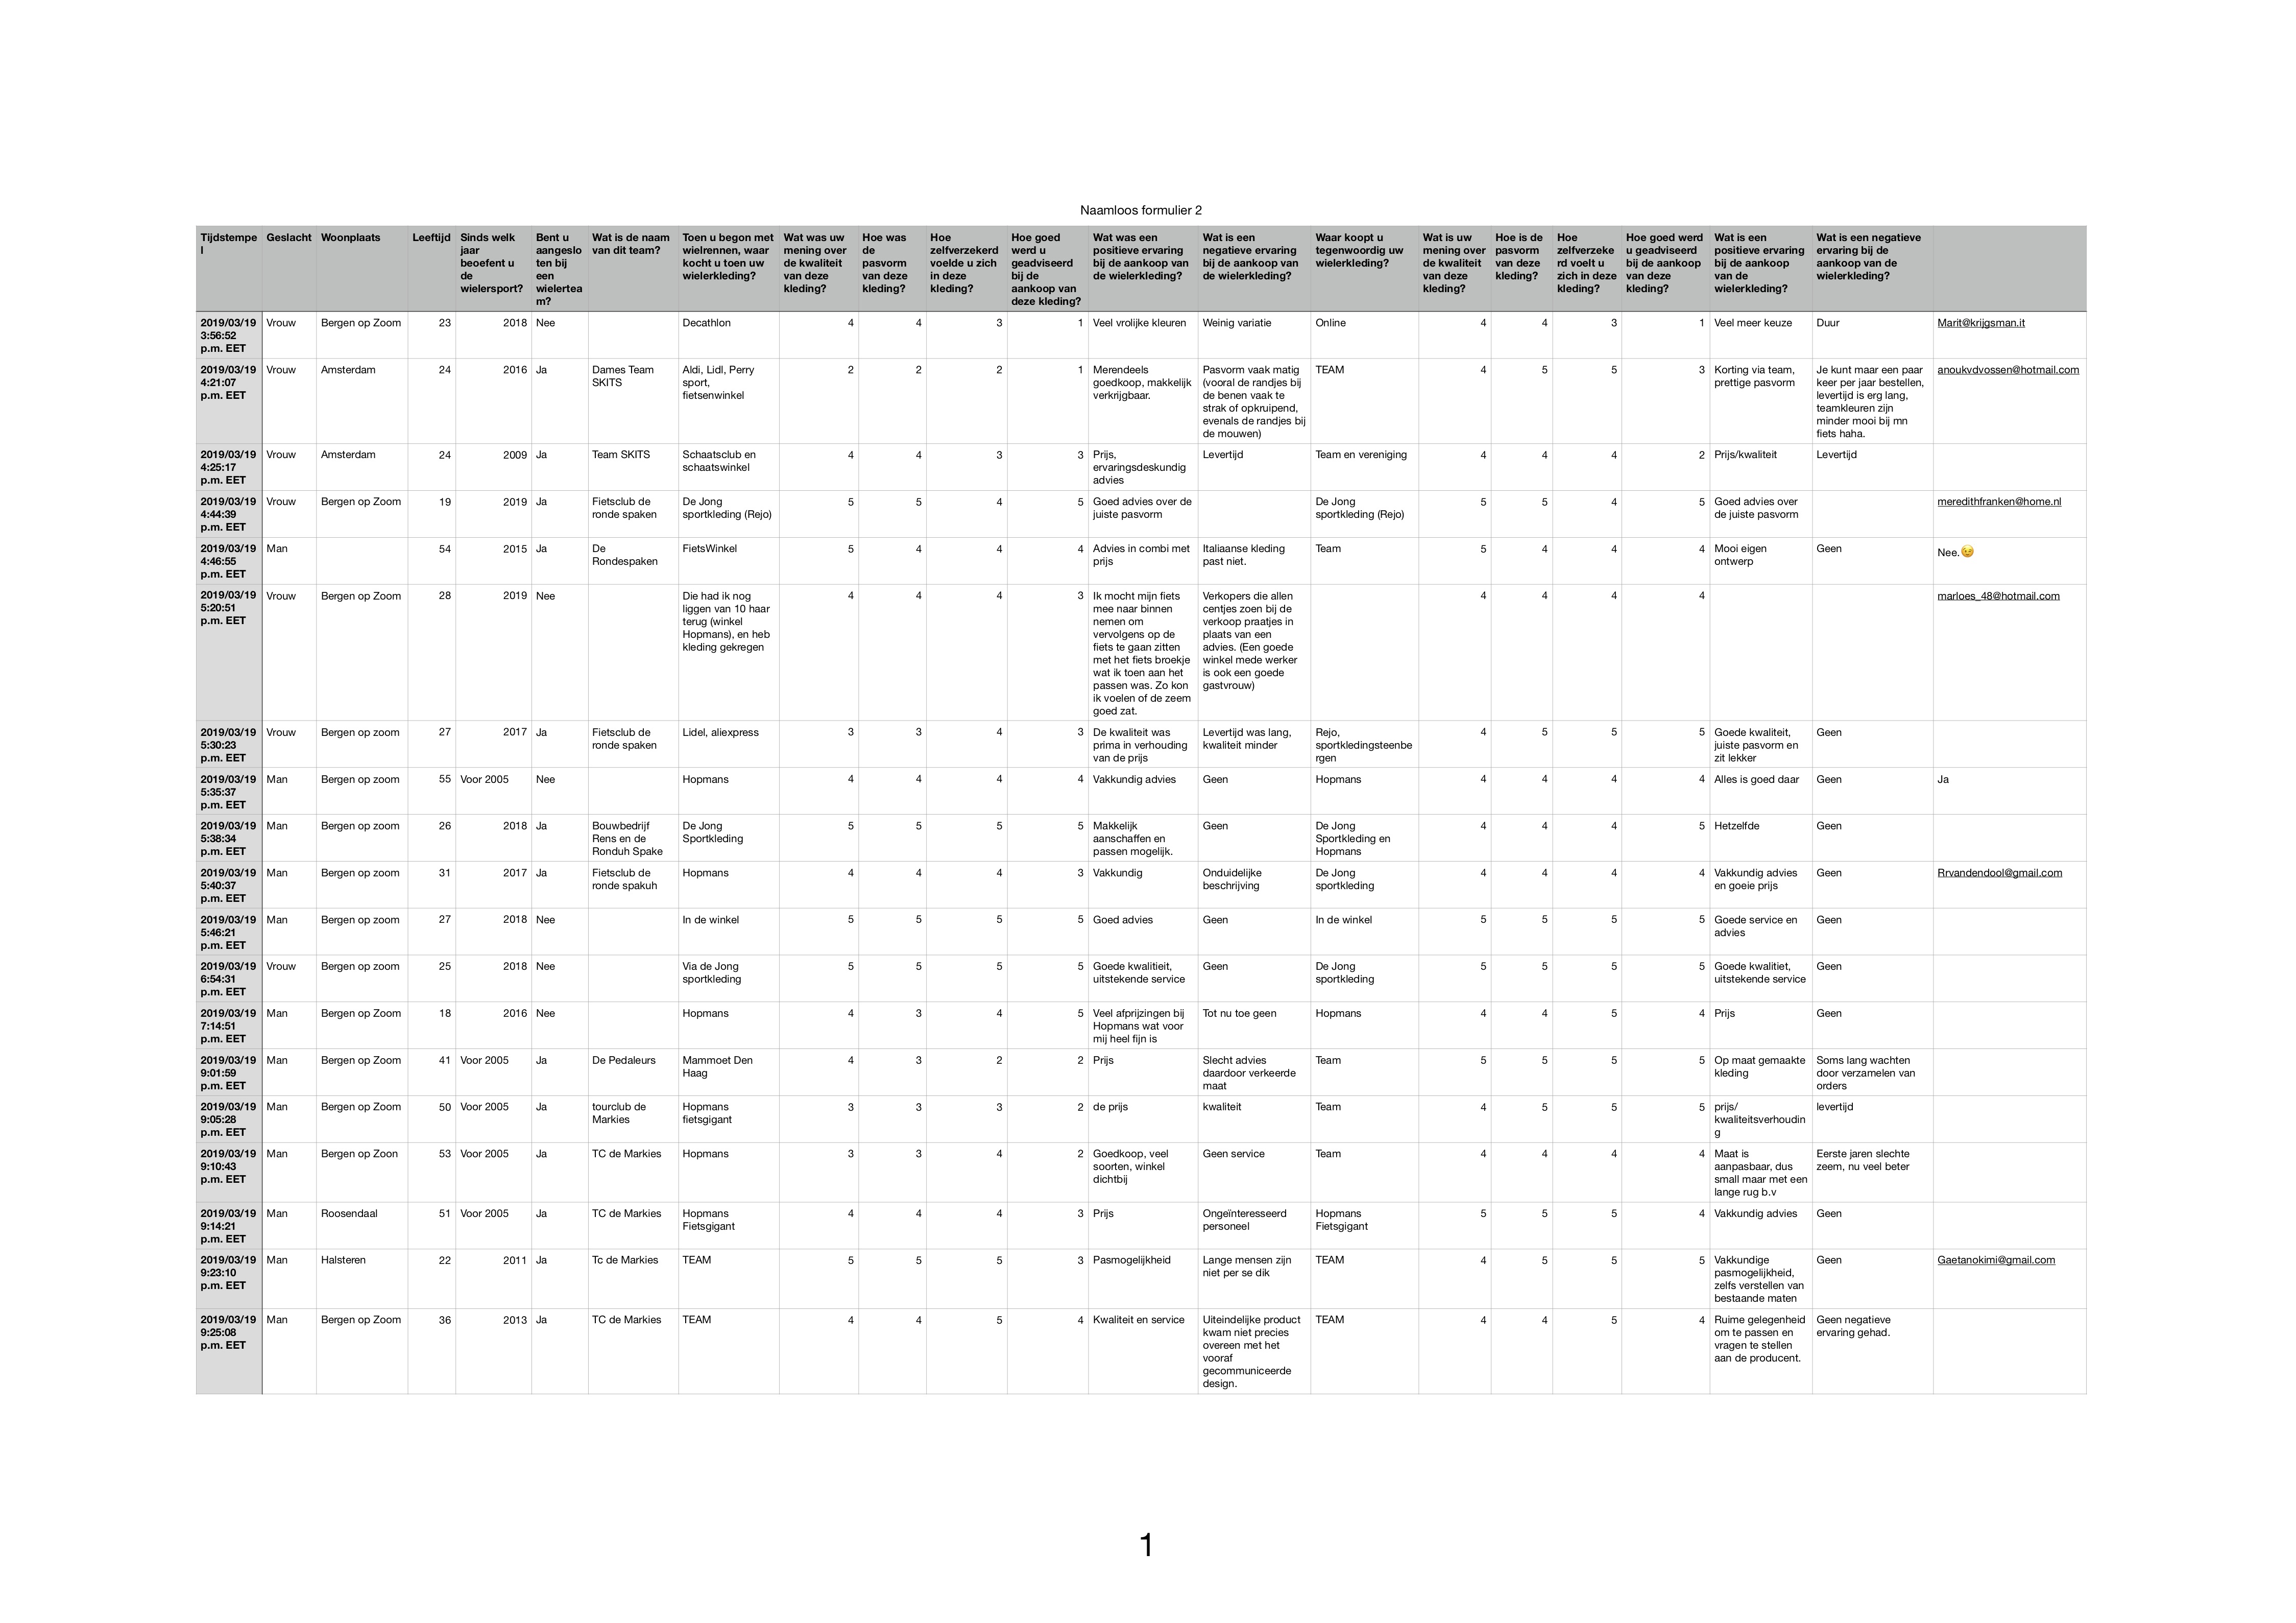 Naamloos formulier 2
Tijdstempel | Geslacht | Woonplaats | Leeftijd | Sinds welk jaar beoefent u de wielersport? | Bent u aangesloten bij een wielerteam? | Wat is de naam van dit team? | Toen u begon met wielrennen, waar kocht u toen uw wielerkleding? | Wat was uw mening over de kwaliteit van deze kleding? | Hoe was de pasvorm van deze kleding? | Hoe zelfverzekerd voelde u zich in deze kleding? | Hoe goed werd u geadviseerd bij de aankoop van deze kleding? | Wat was een positieve ervaring bij de aankoop van de wielerkleding? | Wat is een negatieve ervaring bij de aankoop van de wielerkleding? | Waar koopt u tegenwoordig uw wielerkleding? | Wat is uw mening over de kwaliteit van deze kleding? | Hoe is de pasvorm van deze kleding? | Hoe zelfverzekerd voelt u zich in deze kleding? | Hoe goed werd u geadviseerd bij de aankoop van deze kleding? | Wat is een positieve ervaring bij de aankoop van de wielerkleding? | Wat is een negatieve ervaring bij de aankoop van de wielerkleding?
2019/03/19 3:56:52 p.m. EET | Vrouw | Bergen op Zoom | 23 | 2018 | Nee | | Decathlon | 4 | 4 | 3 | 1 | Veel vrolijke kleuren | Weinig variatie | Online | 4 | 4 | 3 | 1 | Veel meer keuze | Duur | Marit@krijgsman.it
2019/03/19 4:21:07 p.m. EET | Vrouw | Amsterdam | 24 | 2016 | Ja | Dames Team SKITS | Aldi, Lidl, Perry sport, fietsenwinkel | 2 | 2 | 2 | 1 | Merendeels goedkoop, makkelijk verkrijgbaar. | Pasvorm vaak matig (vooral de randjes bij de benen vaak te strak of opkruipend, evenals de randjes bij de mouwen) | TEAM | 4 | 5 | 5 | 3 | Korting via team, prettige pasvorm | Je kunt maar een paar keer per jaar bestellen, levertijd is erg lang, teamkleuren zijn minder mooi bij mn fiets haha. | anoukvdvossen@hotmail.com
2019/03/19 4:25:17 p.m. EET | Vrouw | Amsterdam | 24 | 2009 | Ja | Team SKITS | Schaatsclub en schaatswinkel | 4 | 4 | 3 | 3 | Prijs, ervaringsdeskundig advies | Levertijd | Team en vereniging | 4 | 4 | 4 | 2 | Prijs/kwaliteit | Levertijd
2019/03/19 4:44:39 p.m. EET | Vrouw | Bergen op Zoom | 19 | 2019 | Ja | Fietsclub de ronde spaken | De Jong sportkleding (Rejo) | 5 | 5 | 4 | 5 | Goed advies over de juiste pasvorm | | De Jong sportkleding (Rejo) | 5 | 5 | 4 | 5 | Goed advies over de juiste pasvorm | | meredithfranken@home.nl
2019/03/19 4:46:55 p.m. EET | Man | | 54 | 2015 | Ja | De Rondespaken | FietsWinkel | 5 | 4 | 4 | 4 | Advies in combi met prijs | Italiaanse kleding past niet. | Team | 5 | 4 | 4 | 4 | Mooi eigen ontwerp | Geen | Nee.😉
2019/03/19 5:20:51 p.m. EET | Vrouw | Bergen op Zoom | 28 | 2019 | Nee | | Die had ik nog liggen van 10 haar terug (winkel Hopmans), en heb kleding gekregen | 4 | 4 | 4 | 3 | Ik mocht mijn fiets mee naar binnen nemen om vervolgens op de fiets te gaan zitten met het fiets broekje wat ik toen aan het passen was. Zo kon ik voelen of de zeem goed zat. | Verkopers die allen centjes zoen bij de verkoop praatjes in plaats van een advies. (Een goede winkel mede werker is ook een goede gastvrouw) | | 4 | 4 | 4 | 4 | | | marloes_48@hotmail.com
2019/03/19 5:30:23 p.m. EET | Vrouw | Bergen op zoom | 27 | 2017 | Ja | Fietsclub de ronde spaken | Lidel, aliexpress | 3 | 3 | 4 | 3 | De kwaliteit was prima in verhouding van de prijs | Levertijd was lang, kwaliteit minder | Rejo, sportkledingsteenbergen | 4 | 5 | 5 | 5 | Goede kwaliteit, juiste pasvorm en zit lekker | Geen
2019/03/19 5:35:37 p.m. EET | Man | Bergen op zoom | 55 | Voor 2005 | Nee | | Hopmans | 4 | 4 | 4 | 4 | Vakkundig advies | Geen | Hopmans | 4 | 4 | 4 | 4 | Alles is goed daar | Geen | Ja
2019/03/19 5:38:34 p.m. EET | Man | Bergen op zoom | 26 | 2018 | Ja | Bouwbedrijf Rens en de Ronduh Spake | De Jong Sportkleding | 5 | 5 | 5 | 5 | Makkelijk aanschaffen en passen mogelijk. | Geen | De Jong Sportkleding en Hopmans | 4 | 4 | 4 | 5 | Hetzelfde | Geen
2019/03/19 5:40:37 p.m. EET | Man | Bergen op zoom | 31 | 2017 | Ja | Fietsclub de ronde spakuh | Hopmans | 4 | 4 | 4 | 3 | Vakkundig | Onduidelijke beschrijving | De Jong sportkleding | 4 | 4 | 4 | 4 | Vakkundig advies en goeie prijs | Geen | Rrvandendool@gmail.com
2019/03/19 5:46:21 p.m. EET | Man | Bergen op zoom | 27 | 2018 | Nee | | In de winkel | 5 | 5 | 5 | 5 | Goed advies | Geen | In de winkel | 5 | 5 | 5 | 5 | Goede service en advies | Geen
2019/03/19 6:54:31 p.m. EET | Vrouw | Bergen op zoom | 25 | 2018 | Nee | | Via de Jong sportkleding | 5 | 5 | 5 | 5 | Goede kwalitieit, uitstekende service | Geen | De Jong sportkleding | 5 | 5 | 5 | 5 | Goede kwalitiet, uitstekende service | Geen
2019/03/19 7:14:51 p.m. EET | Man | Bergen op Zoom | 18 | 2016 | Nee | | Hopmans | 4 | 3 | 4 | 5 | Veel afprijzingen bij Hopmans wat voor mij heel fijn is | Tot nu toe geen | Hopmans | 4 | 4 | 5 | 4 | Prijs | Geen
2019/03/19 9:01:59 p.m. EET | Man | Bergen op Zoom | 41 | Voor 2005 | Ja | De Pedaleurs | Mammoet Den Haag | 4 | 3 | 2 | 2 | Prijs | Slecht advies daardoor verkeerde maat | Team | 5 | 5 | 5 | 5 | Op maat gemaakte kleding | Soms lang wachten door verzamelen van orders
2019/03/19 9:05:28 p.m. EET | Man | Bergen op Zoom | 50 | Voor 2005 | Ja | tourclub de Markies | Hopmans fietsgigant | 3 | 3 | 3 | 2 | de prijs | kwaliteit | Team | 4 | 5 | 5 | 5 | prijs/kwaliteitsverhouding | levertijd
2019/03/19 9:10:43 p.m. EET | Man | Bergen op Zoon | 53 | Voor 2005 | Ja | TC de Markies | Hopmans | 3 | 3 | 4 | 2 | Goedkoop, veel soorten, winkel dichtbij | Geen service | Team | 4 | 4 | 4 | 4 | Maat is aanpasbaar, dus small maar met een lange rug b.v | Eerste jaren slechte zeem, nu veel beter
2019/03/19 9:14:21 p.m. EET | Man | Roosendaal | 51 | Voor 2005 | Ja | TC de Markies | Hopmans Fietsgigant | 4 | 4 | 4 | 3 | Prijs | Ongeïnteresseerd personeel | Hopmans Fietsgigant | 5 | 5 | 5 | 4 | Vakkundig advies | Geen
2019/03/19 9:23:10 p.m. EET | Man | Halsteren | 22 | 2011 | Ja | Tc de Markies | TEAM | 5 | 5 | 5 | 3 | Pasmogelijkheid | Lange mensen zijn niet per se dik | TEAM | 4 | 5 | 5 | 5 | Vakkundige pasmogelijkheid, zelfs verstellen van bestaande maten | Geen | Gaetanokimi@gmail.com
2019/03/19 9:25:08 p.m. EET | Man | Bergen op Zoom | 36 | 2013 | Ja | TC de Markies | TEAM | 4 | 4 | 5 | 4 | Kwaliteit en service | Uiteindelijke product kwam niet precies overeen met het vooraf gecommuniceerde design. | TEAM | 4 | 4 | 5 | 4 | Ruime gelegenheid om te passen en vragen te stellen aan de producent. | Geen negatieve ervaring gehad.
1